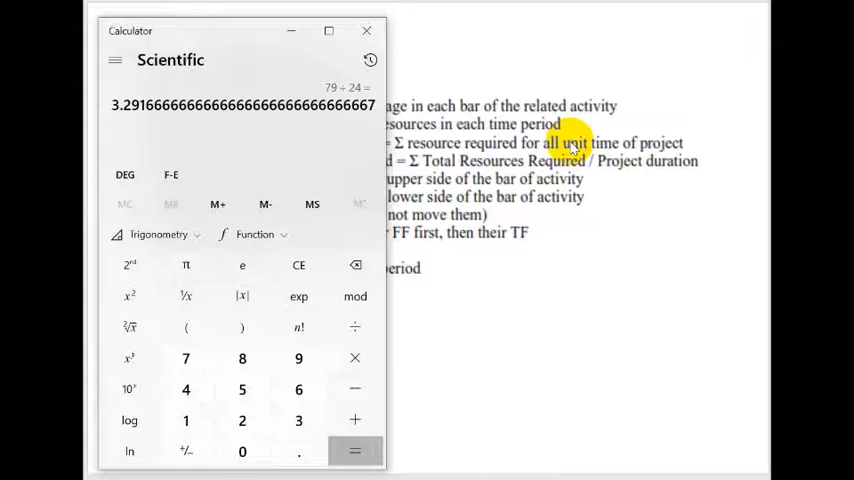 Calculator
Scientific
79 ÷ 24 =
3.2916666666666666666666666666667
DEG F-E
MC MR M+ M- MS M˅
Trigonometry Function
2ⁿᵈ π e CE
x² ¹/x |x| exp mod
²√x ( ) n! ÷
xʸ 7 8 9 ×
10ˣ 4 5 6 −
log 1 2 3 +
ln +/− 0 . =
age in each bar of the related activity
esources in each time period
= Σ resource required for all unit time of project
d = Σ Total Resources Required / Project duration
upper side of the bar of activity
lower side of the bar of activity
not move them)
FF first, then their TF
eriod